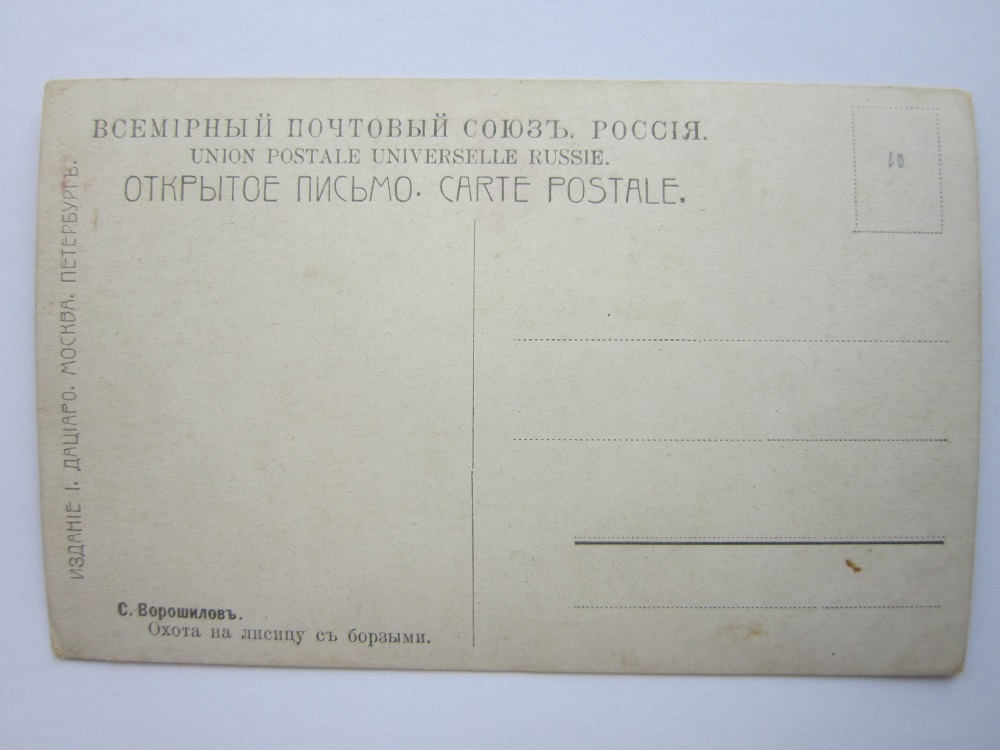 ВСЕМІРНЫЙ ПОЧТОВЫЙ СОЮЗЪ. РОССІЯ.
UNION POSTALE UNIVERSELLE RUSSIE.
ОТКРЫТОЕ ПИСЬМО. CARTE POSTALE.
10
ИЗДАНІЕ І. ДАЦІАРО. МОСКВА. ПЕТЕРБУРГЪ.
С. Ворошиловъ.
Охота на лисицу съ борзыми.